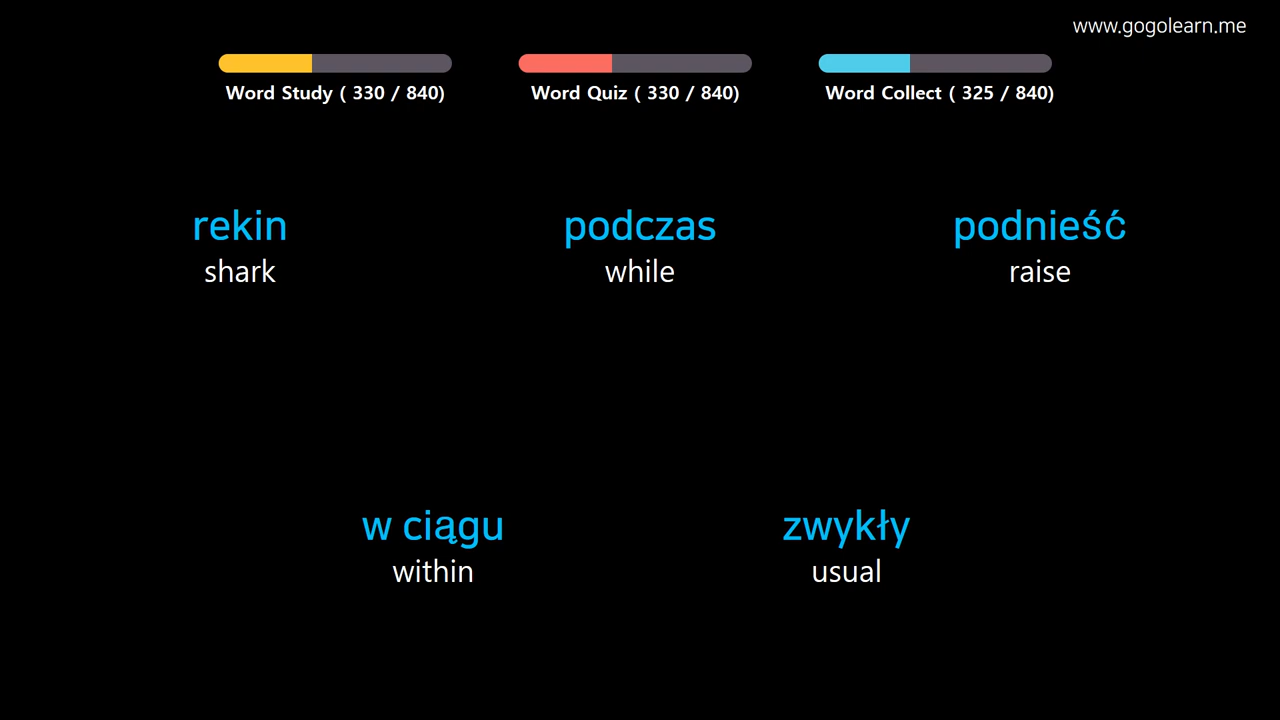 www.gogolearn.me
Word Study ( 330 / 840)
Word Quiz ( 330 / 840)
Word Collect ( 325 / 840)
rekin
shark
podczas
while
podnieść
raise
w ciągu
within
zwykły
usual